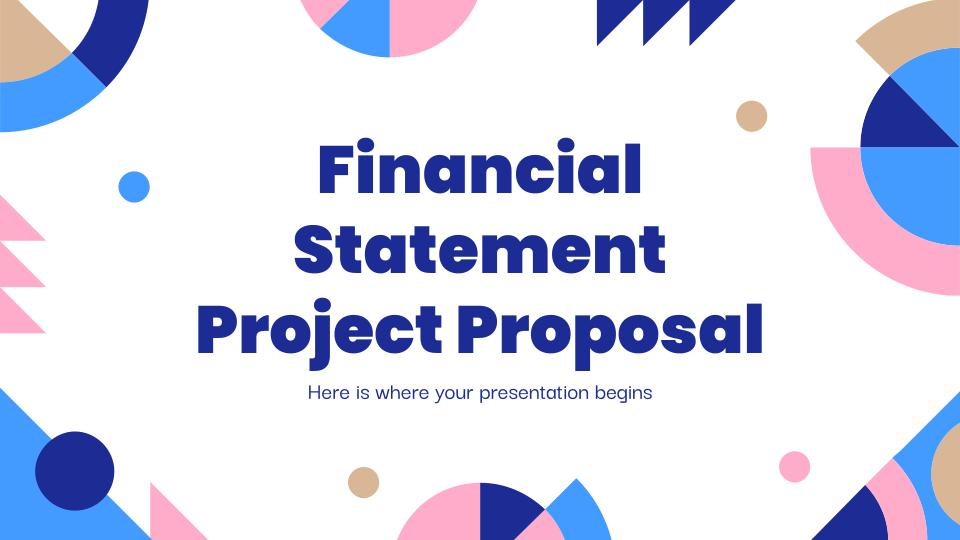 Financial
Statement
Project Proposal
Here is where your presentation begins